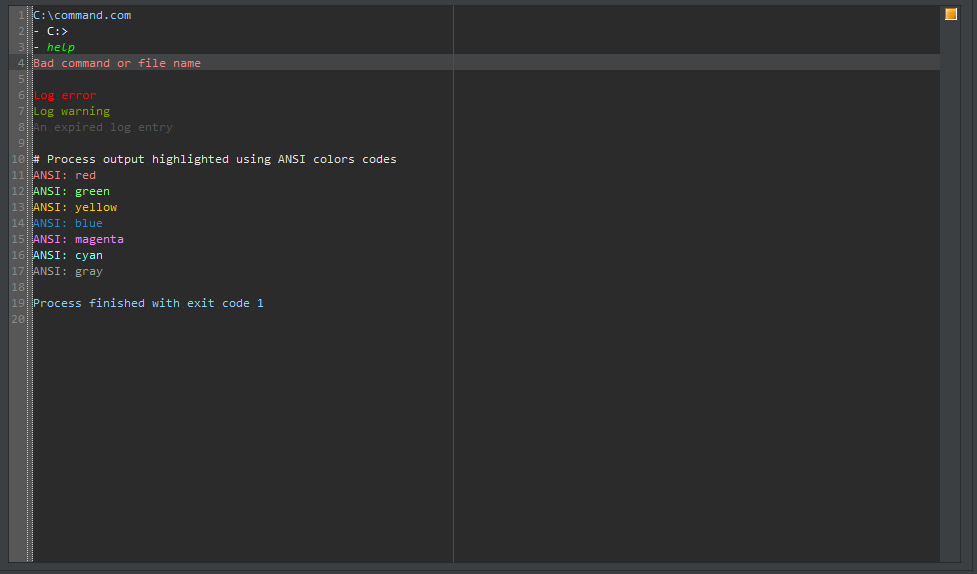 1 C:\command.com
2 - C:>
3 - help
4 Bad command or file name
5
6 Log error
7 Log warning
8 An expired log entry
9
10 # Process output highlighted using ANSI colors codes
11 ANSI: red
12 ANSI: green
13 ANSI: yellow
14 ANSI: blue
15 ANSI: magenta
16 ANSI: cyan
17 ANSI: gray
18
19 Process finished with exit code 1
20